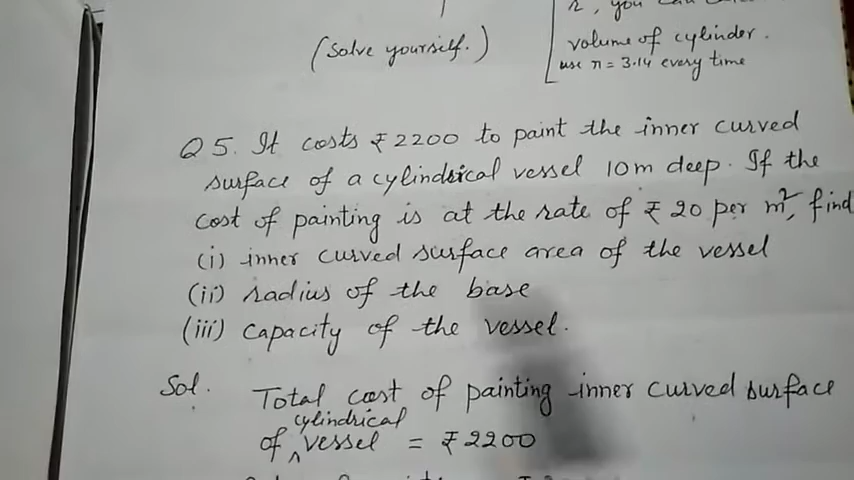 r, you can
(Solve yourself.)
volume of cylinder.
use π = 3.14 every time
Q 5. It costs ₹2200 to paint the inner curved
surface of a cylindrical vessel 10m deep. If the
cost of painting is at the rate of ₹ 20 per m², find
(i) inner curved surface area of the vessel
(ii) radius of the base
(iii) capacity of the vessel.
Sol. Total cost of painting inner curved surface
of cylindrical vessel = ₹2200